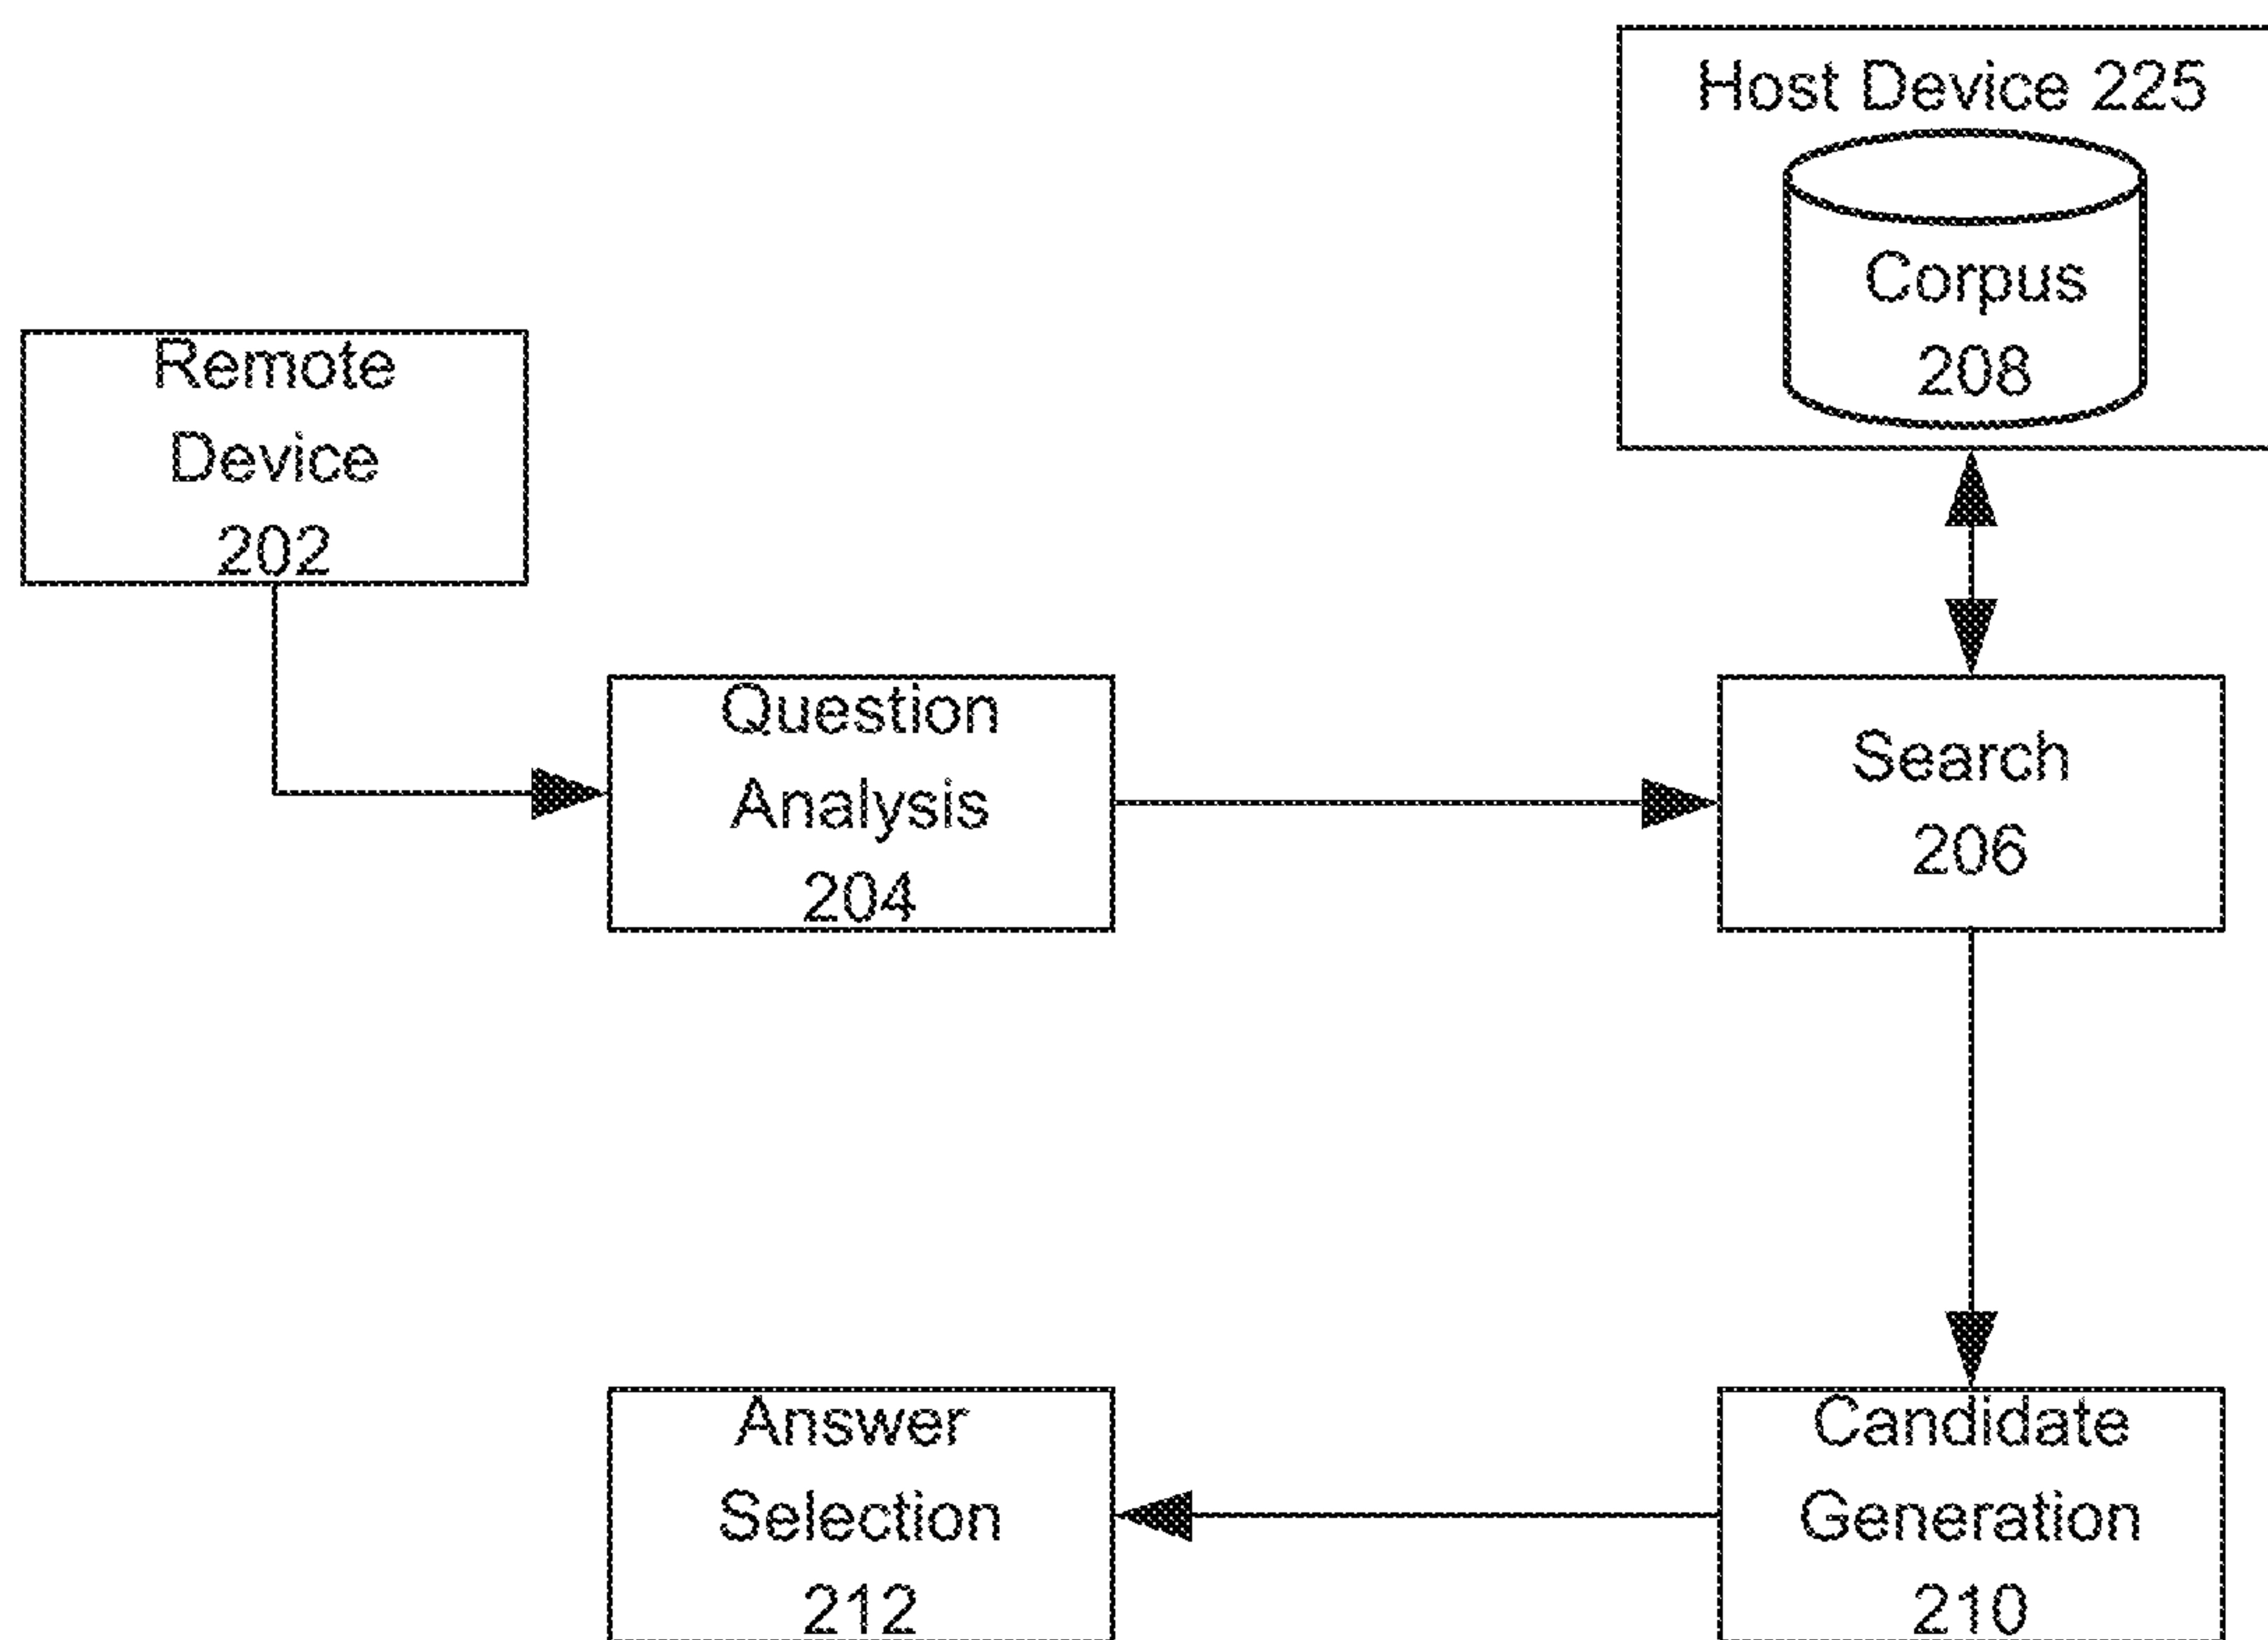 Host Device 225
Corpus
208
Remote
Device
202
Question
Analysis
204
Search
206
Answer
Selection
212
Candidate
Generation
210